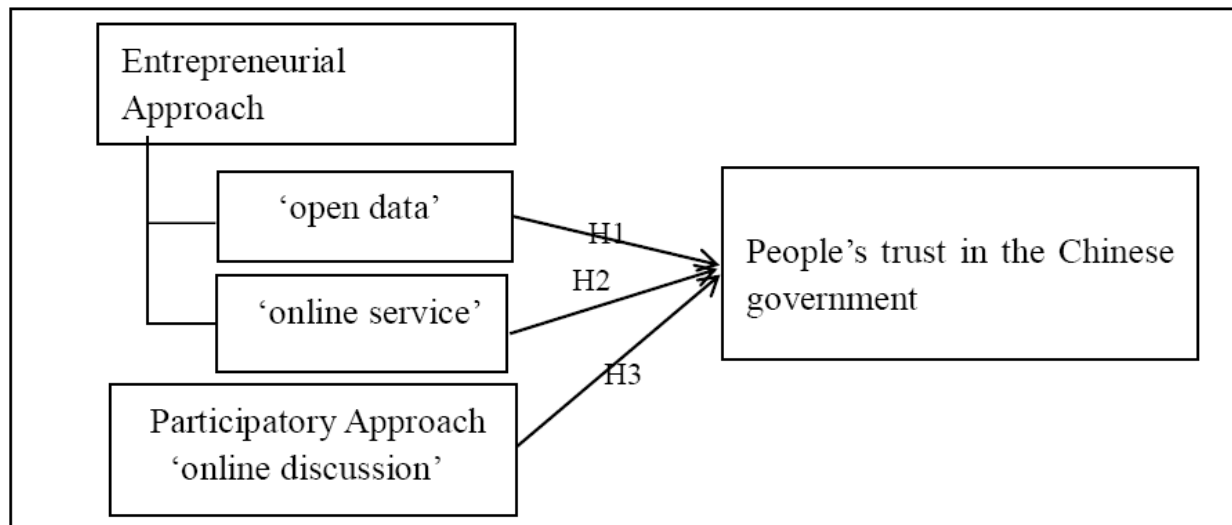 Entrepreneurial
Approach
‘open data’
H1
H2
‘online service’
H3
Participatory Approach
‘online discussion’
People’s trust in the Chinese
government